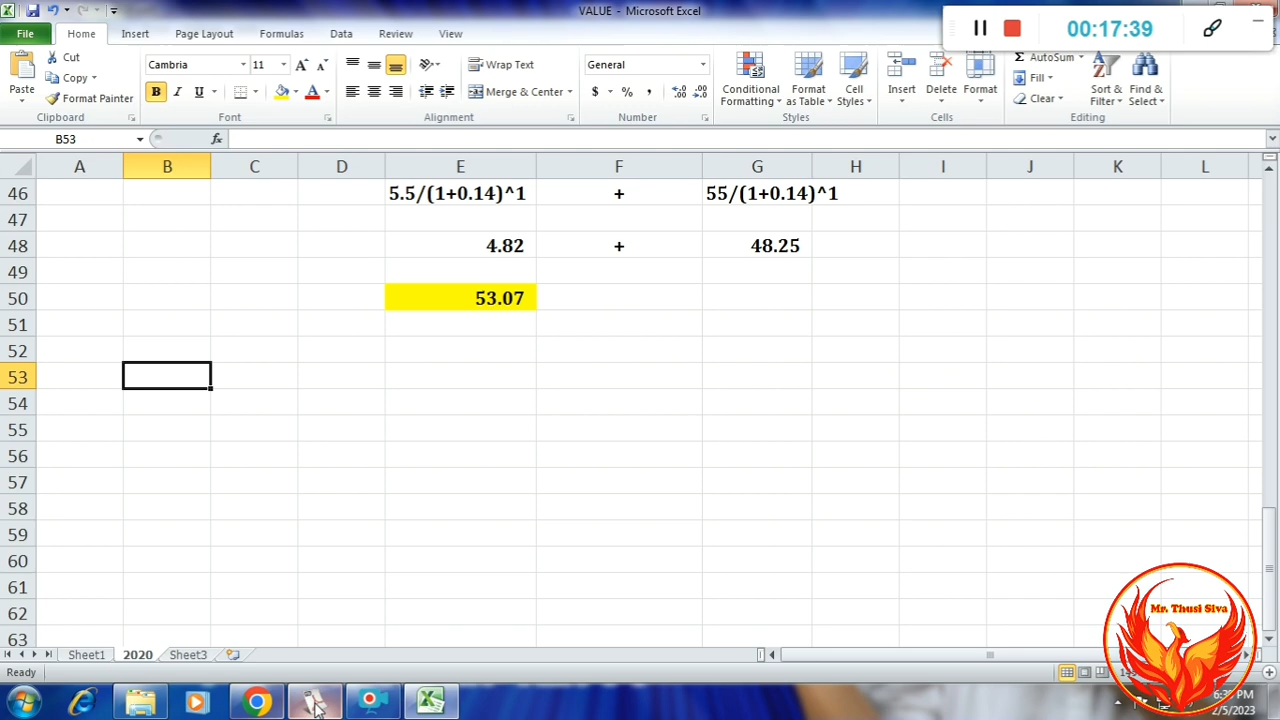 VALUE - Microsoft Excel
00:17:39
File Home Insert Page Layout Formulas Data Review View
Paste
Cut
Copy
Format Painter
Clipboard
Cambria 11
B I U
Font
Wrap Text
Merge & Center
Alignment
General
$ % ,
Number
Conditional Formatting
Format as Table
Cell Styles
Styles
Insert
Delete
Format
Cells
Σ AutoSum
Fill
Clear
Sort & Filter
Find & Select
Editing
B53 fx
A B C D E F G H I J K L
46 5.5/(1+0.14)^1 + 55/(1+0.14)^1
47
48 4.82 + 48.25
49
50 53.07
51
52
53
54
55
56
57
58
59
60
61
62
63
Mr. Thusi Siva
Sheet1 2020 Sheet3
Ready
2/5/2023